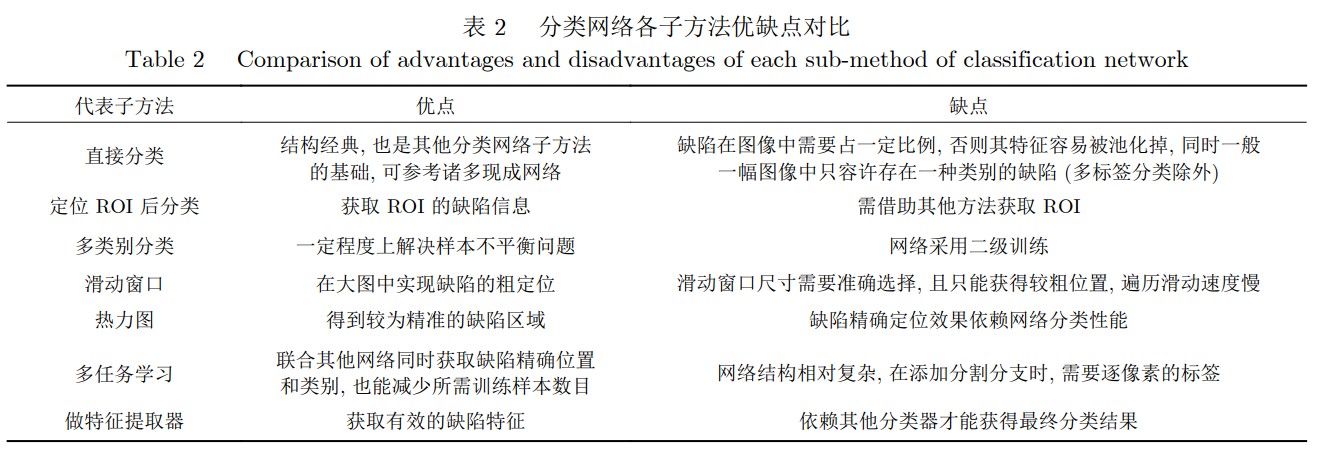 表 2 分类网络各子方法优缺点对比
Table 2 Comparison of advantages and disadvantages of each sub-method of classification network
代表子方法 优点 缺点
直接分类 结构经典, 也是其他分类网络子方法 缺陷在图像中需要占一定比例, 否则其特征容易被池化掉, 同时一般
的基础, 可参考诸多现成网络 一幅图像中只容许存在一种类别的缺陷 (多标签分类除外)
定位 ROI 后分类 获取 ROI 的缺陷信息 需借助其他方法获取 ROI
多类别分类 一定程度上解决样本不平衡问题 网络采用二级训练
滑动窗口 在大图中实现缺陷的粗定位 滑动窗口尺寸需要准确选择, 且只能获得较粗位置, 遍历滑动速度慢
热力图 得到较为精准的缺陷区域 缺陷精确定位效果依赖网络分类性能
多任务学习 联合其他网络同时获取缺陷精确位置 网络结构相对复杂, 在添加分割分支时, 需要逐像素的标签
和类别, 也能减少所需训练样本数目
做特征提取器 获取有效的缺陷特征 依赖其他分类器才能获得最终分类结果